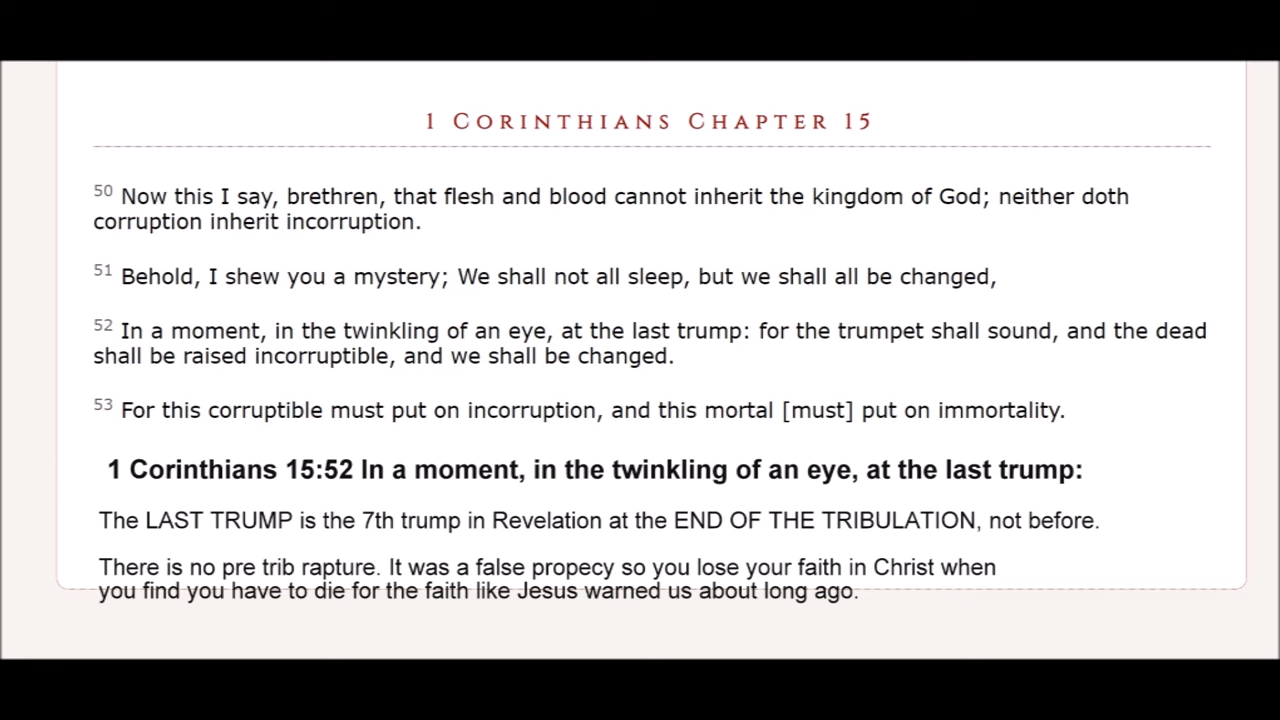 1 Corinthians Chapter 15
50 Now this I say, brethren, that flesh and blood cannot inherit the kingdom of God; neither doth
corruption inherit incorruption.
51 Behold, I shew you a mystery; We shall not all sleep, but we shall all be changed,
52 In a moment, in the twinkling of an eye, at the last trump: for the trumpet shall sound, and the dead
shall be raised incorruptible, and we shall be changed.
53 For this corruptible must put on incorruption, and this mortal [must] put on immortality.
1 Corinthians 15:52 In a moment, in the twinkling of an eye, at the last trump:
The LAST TRUMP is the 7th trump in Revelation at the END OF THE TRIBULATION, not before.
There is no pre trib rapture. It was a false propecy so you lose your faith in Christ when
you find you have to die for the faith like Jesus warned us about long ago.